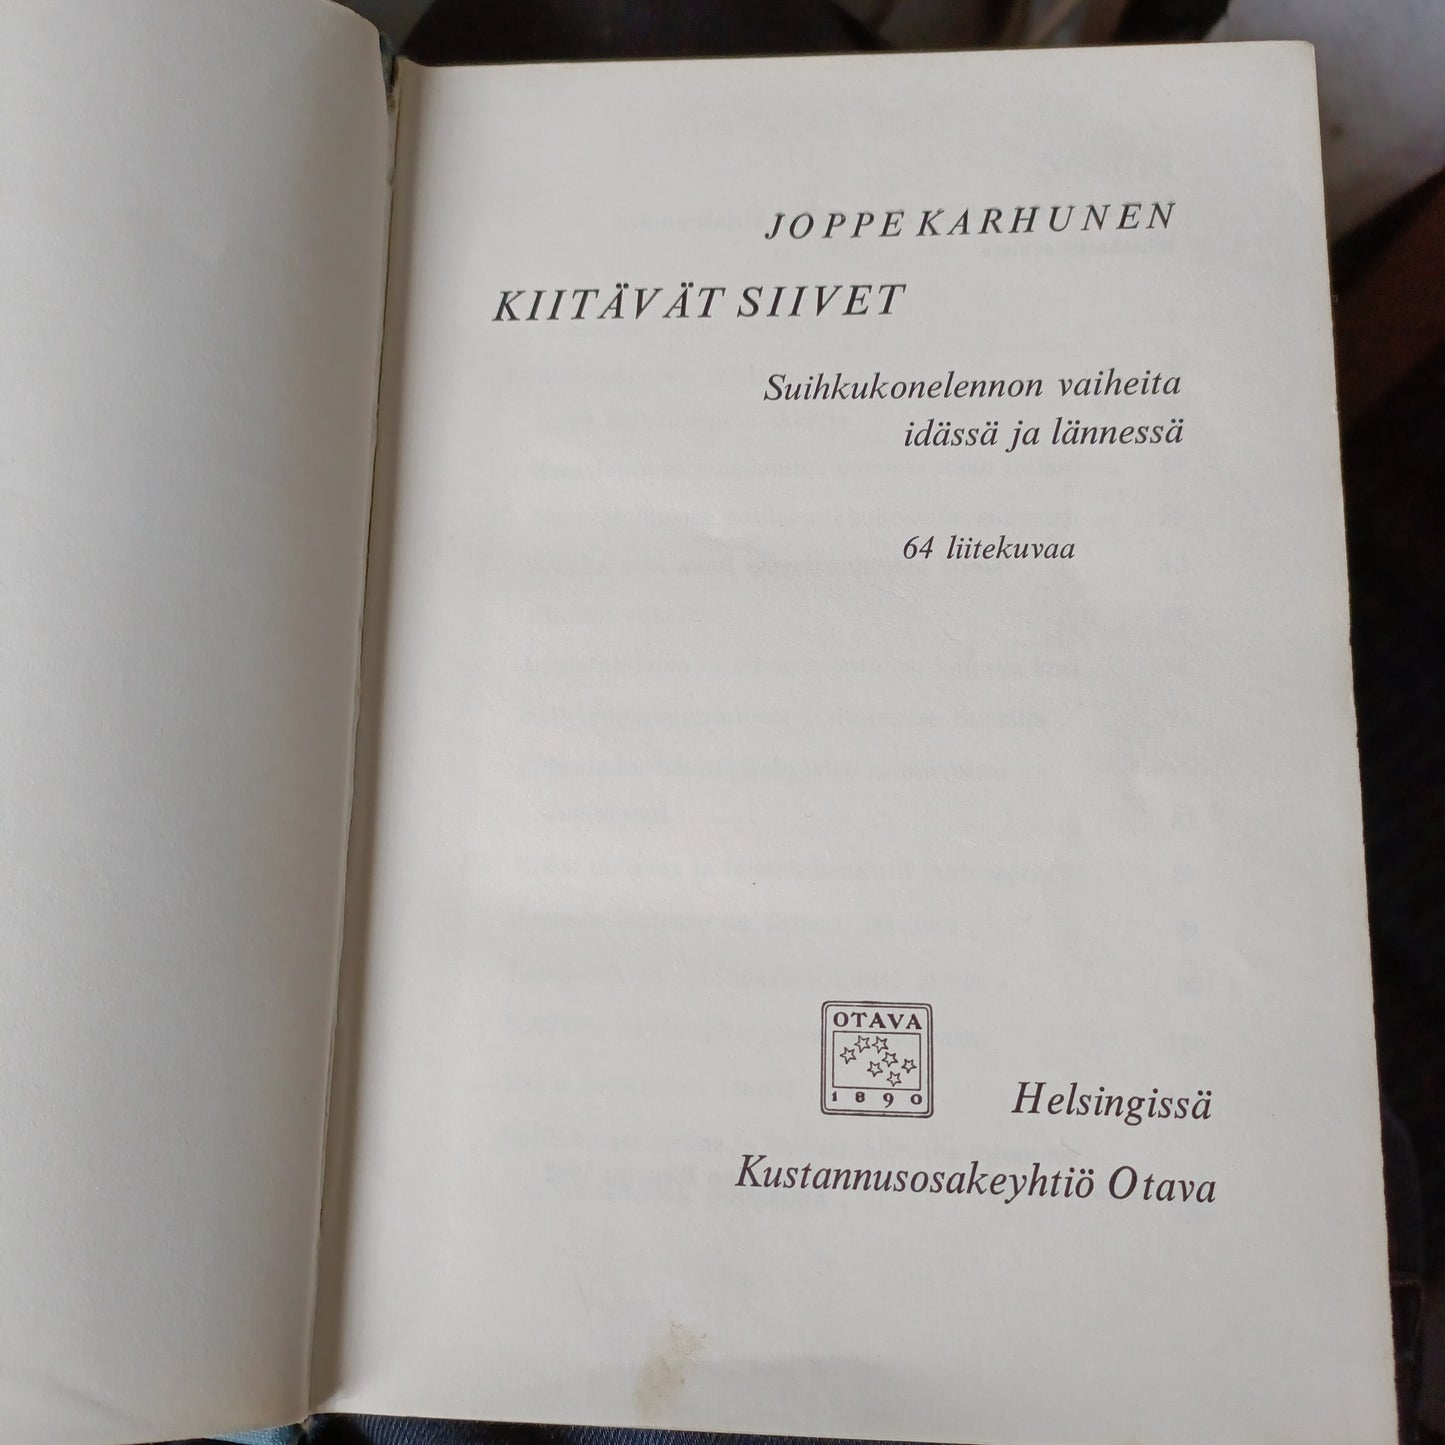 JOPPE KARHUNEN
KIITÄVÄT SIIVET
Suihkukonelennon vaiheita
idässä ja lännessä
64 liitekuvaa
OTAVA
1890
Helsingissä
Kustannusosakeyhtiö Otava